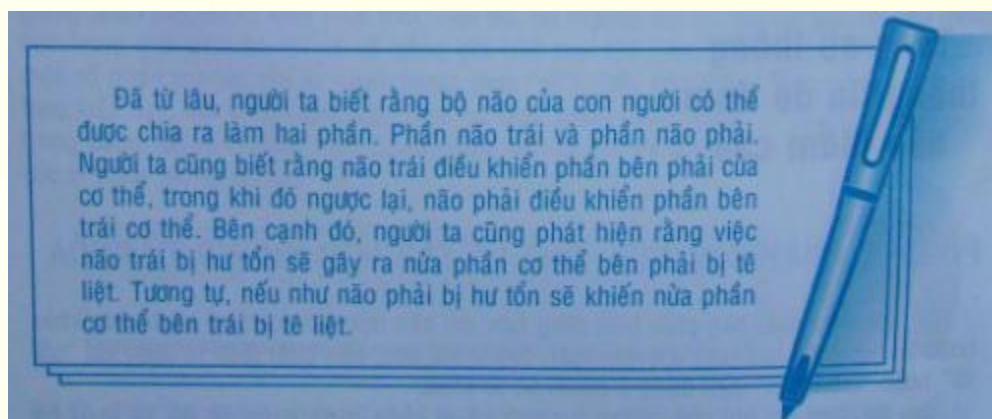 Đã từ lâu, người ta biết rằng bộ não của con người có thể
được chia ra làm hai phần. Phần não trái và phần não phải.
Người ta cũng biết rằng não trái điều khiển phần bên phải của
cơ thể, trong khi đó ngược lại, não phải điều khiển phần bên
trái cơ thể. Bên cạnh đó, người ta cũng phát hiện rằng việc
não trái bị hư tổn sẽ gây ra nửa phần cơ thể bên phải bị tê
liệt. Tương tự, nếu như não phải bị hư tổn sẽ khiến nửa phần
cơ thể bên trái bị tê liệt.